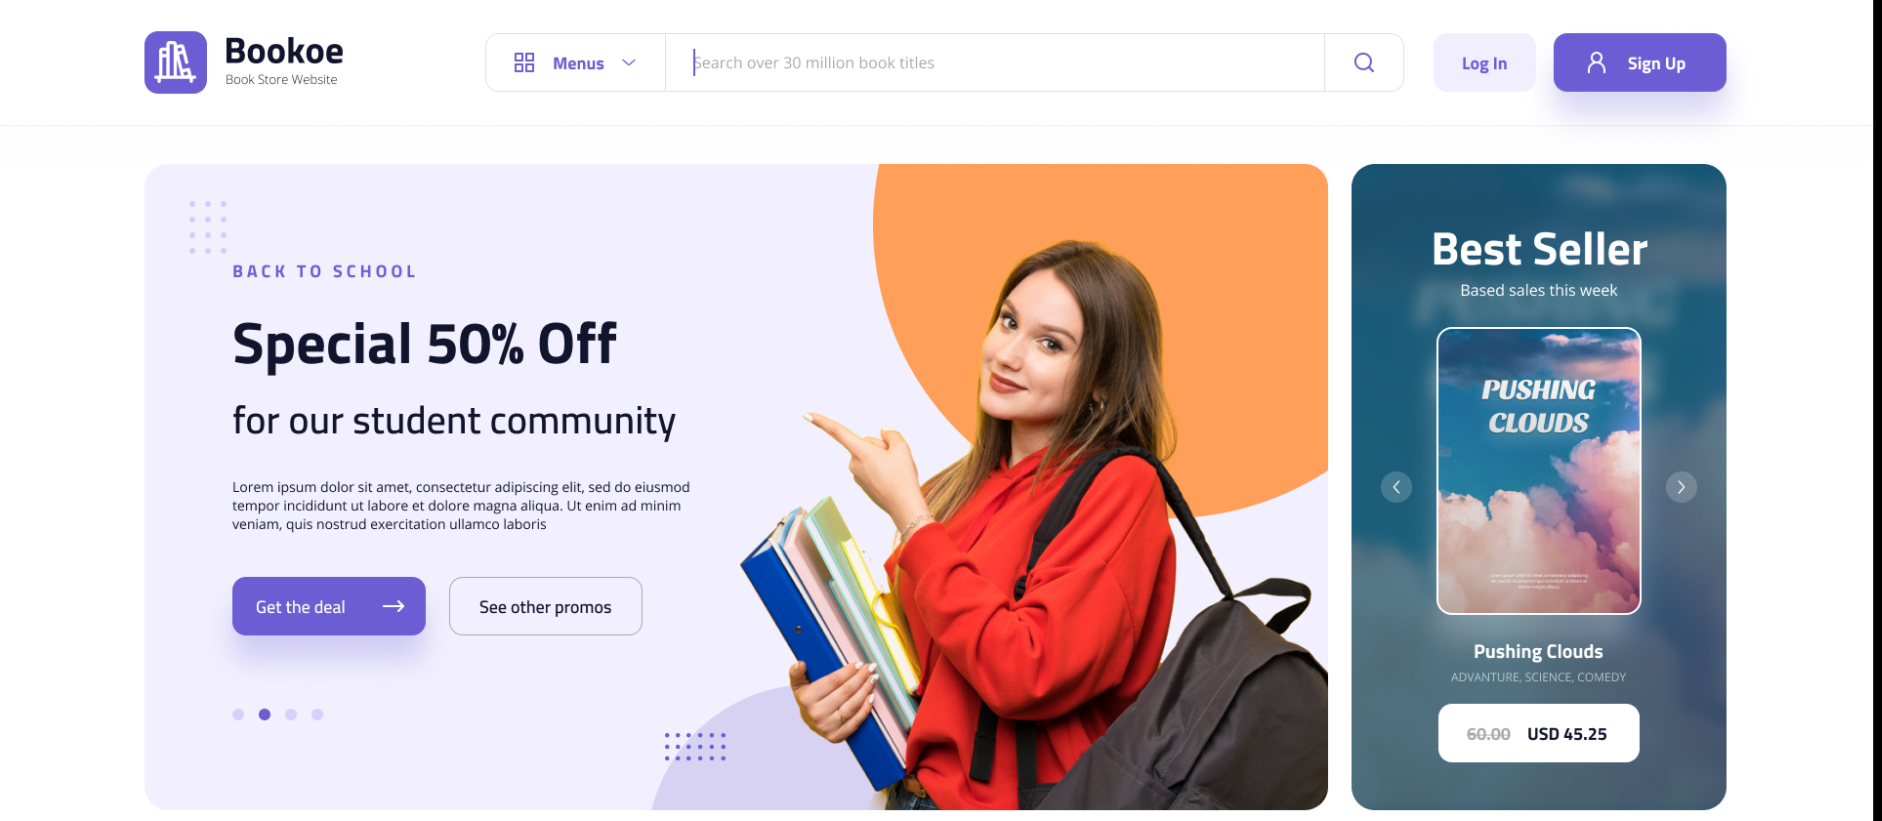 Bookoe
Book Store Website
Menus
Search over 30 million book titles
Log In
Sign Up
BACK TO SCHOOL
Special 50% Off
for our student community
Lorem ipsum dolor sit amet, consectetur adipiscing elit, sed do eiusmod
tempor incididunt ut labore et dolore magna aliqua. Ut enim ad minim
veniam, quis nostrud exercitation ullamco laboris
Get the deal
See other promos
Best Seller
Based sales this week
PUSHING
CLOUDS
Pushing Clouds
ADVANTURE, SCIENCE, COMEDY
60.00 USD 45.25